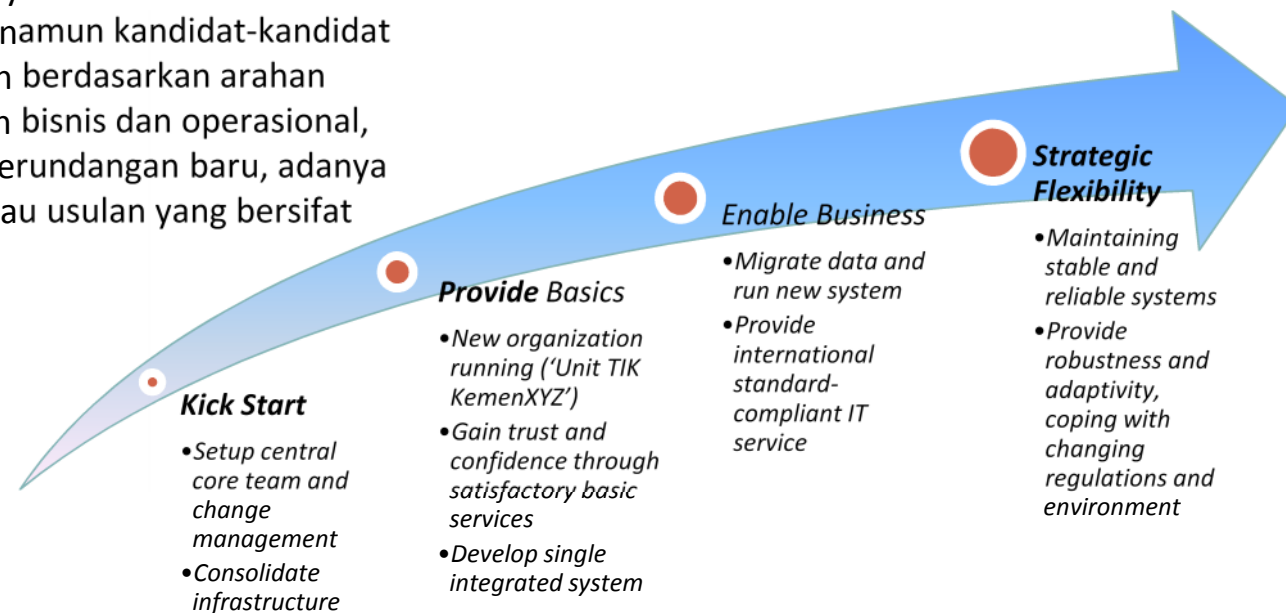 namun kandidat-kandidat
berdasarkan arahan
bisnis dan operasional,
erundangan baru, adanya
au usulan yang bersifat
Kick Start
•Setup central
core team and
change
management
•Consolidate
infrastructure
Provide Basics
•New organization
running (‘Unit TIK
KemenXYZ’)
•Gain trust and
confidence through
satisfactory basic
services
•Develop single
integrated system
Enable Business
•Migrate data and
run new system
•Provide
international
standard-
compliant IT
service
Strategic
Flexibility
•Maintaining
stable and
reliable systems
•Provide
robustness and
adaptivity,
coping with
changing
regulations and
environment